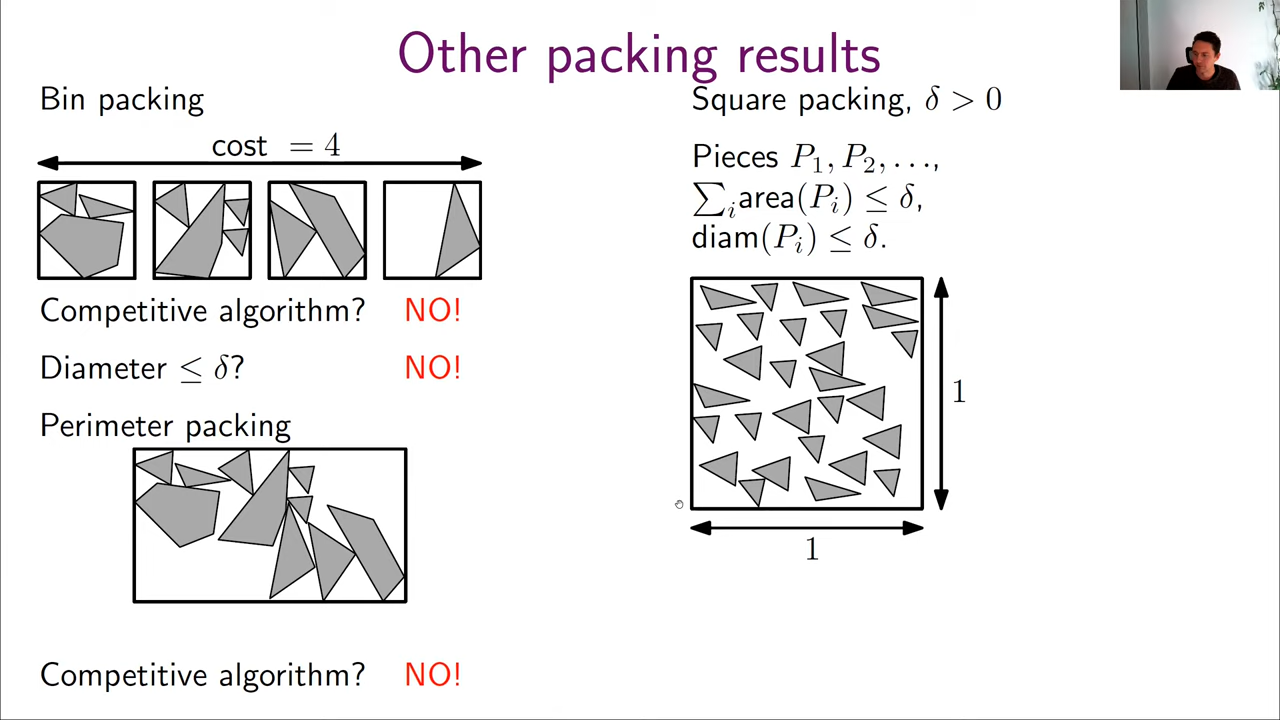 Other packing results
Bin packing
cost = 4
Competitive algorithm? NO!
Diameter ≤ δ? NO!
Perimeter packing
Competitive algorithm? NO!
Square packing, δ > 0
Pieces P₁, P₂, …,
∑ᵢarea(Pᵢ) ≤ δ,
diam(Pᵢ) ≤ δ.
1
1